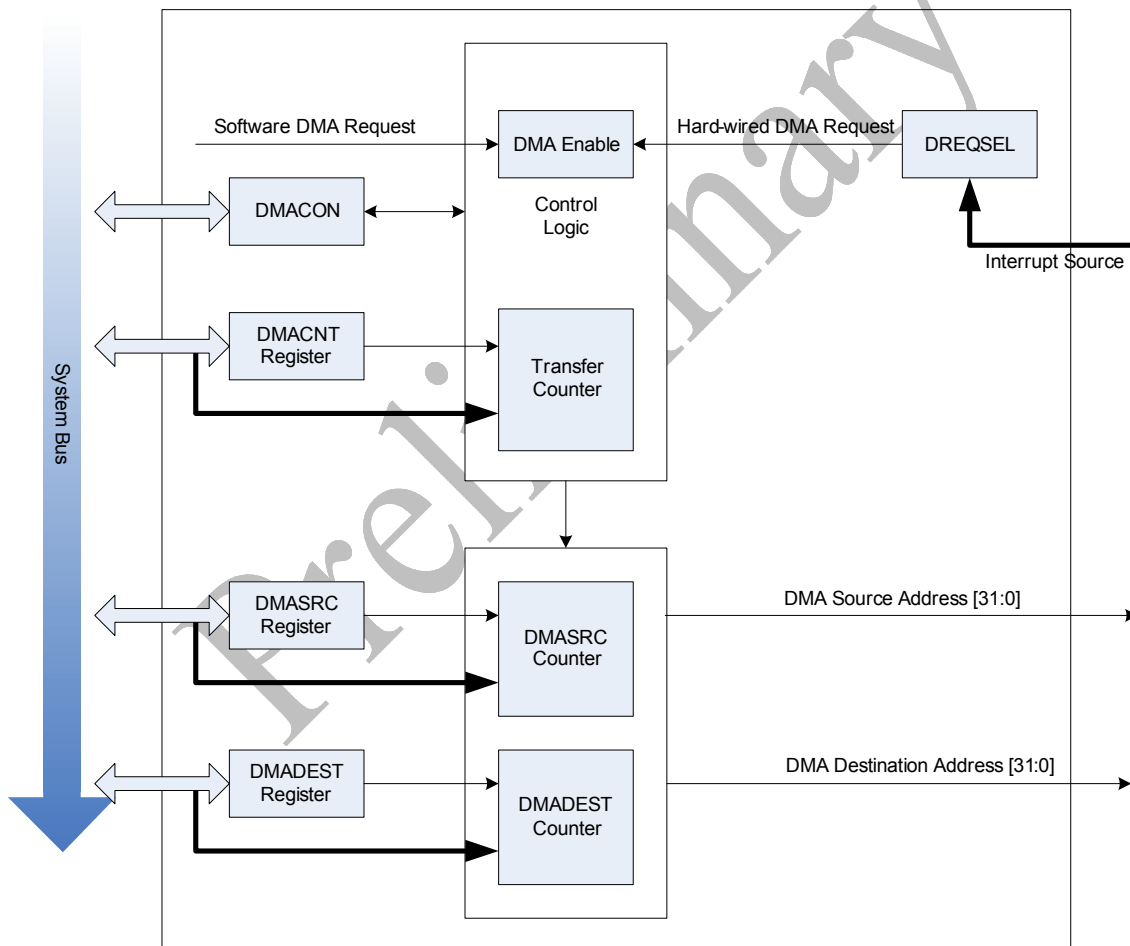 Preliminary
Software DMA Request
DMA Enable
Hard-wired DMA Request
DREQSEL
DMACON
Control
Logic
Interrupt Source
DMACNT
Register
Transfer
Counter
System Bus
DMASRC
Register
DMASRC
Counter
DMA Source Address [31:0]
DMADEST
Register
DMADEST
Counter
DMA Destination Address [31:0]